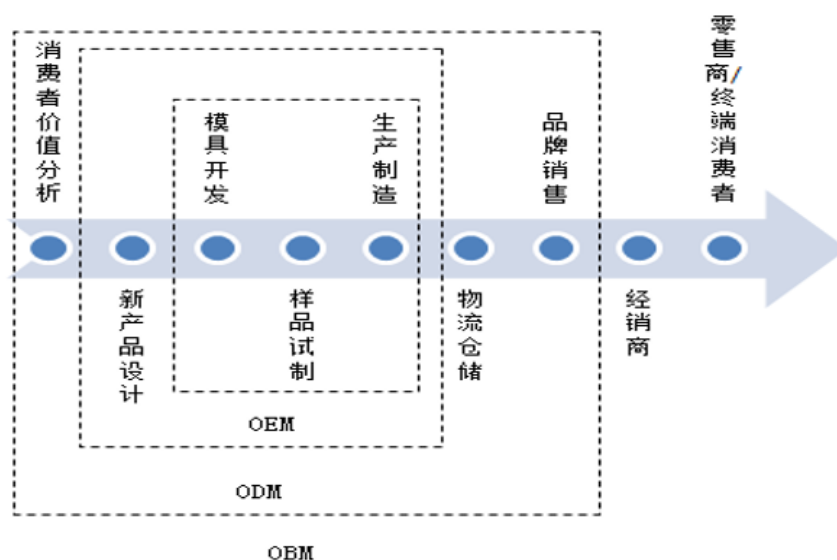 消费者价值分析
新产品设计
模具开发
样品试制
生产制造
物流仓储
品牌销售
经销商
零售商/终端消费者
OEM
ODM
OBM